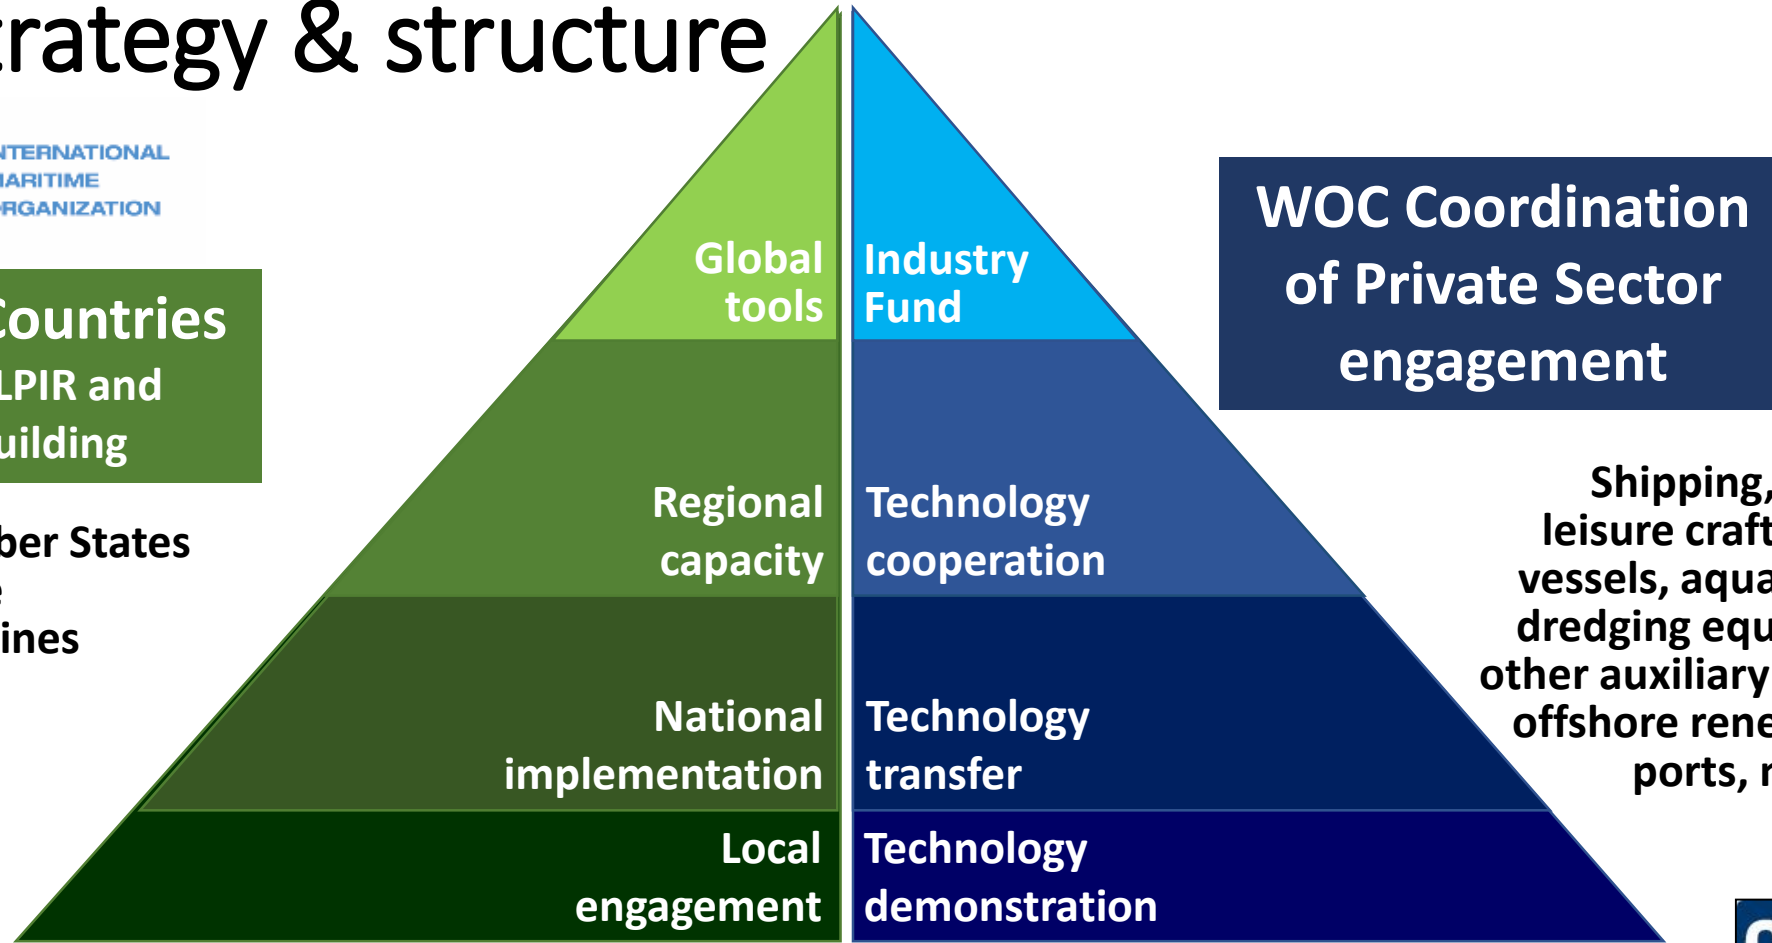 trategy & structure
NTERNATIONAL
MARITIME
RGANIZATION
Countries
LPIR and
uilding
ber States
ines
Global
tools
Regional
capacity
National
implementation
Local
engagement
Industry
Fund
Technology
cooperation
Technology
transfer
Technology
demonstration
WOC Coordination
of Private Sector
engagement
Shipping,
leisure craft
vessels, aqua
dredging equ
other auxiliary
offshore rene
ports,